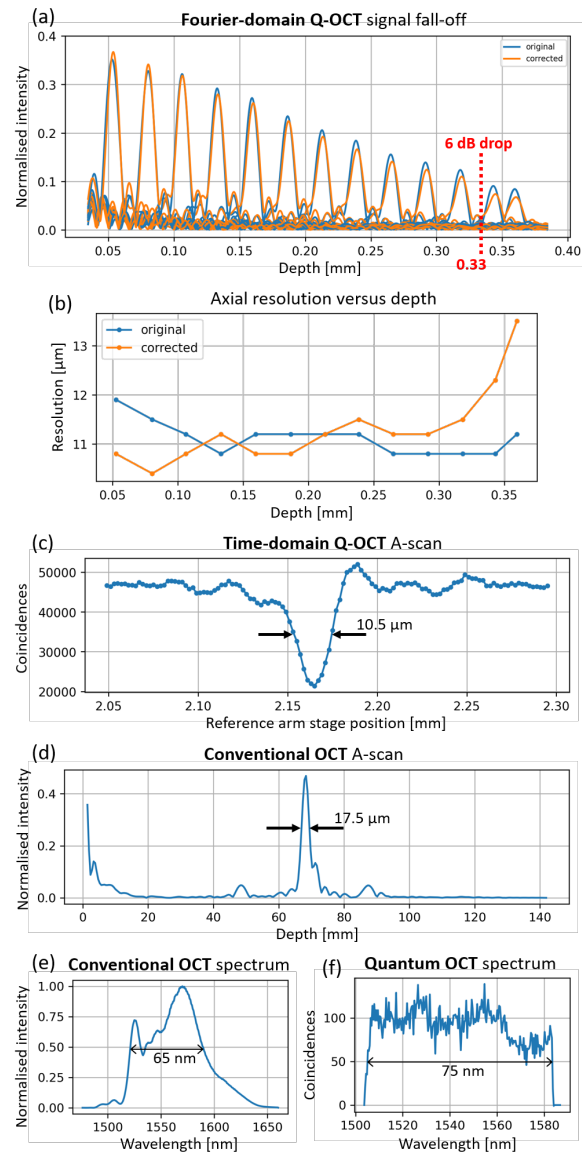 (a)
Fourier-domain Q-OCT signal fall-off
Normalised intensity
0.4
0.3
0.2
0.1
0.0
original
corrected
6 dB drop
0.33
0.05 0.10 0.15 0.20 0.25 0.30 0.35 0.40
Depth [mm]
(b)
Axial resolution versus depth
Resolution [µm]
13
12
11
original
corrected
0.05 0.10 0.15 0.20 0.25 0.30 0.35
Depth [mm]
(c)
Time-domain Q-OCT A-scan
Coincidences
50000
40000
30000
20000
10.5 µm
2.05 2.10 2.15 2.20 2.25 2.30
Reference arm stage position [mm]
(d)
Conventional OCT A-scan
Normalised intensity
0.4
0.2
0.0
17.5 µm
0 20 40 60 80 100 120 140
Depth [mm]
(e)
Conventional OCT spectrum
Normalised intensity
1.00
0.75
0.50
0.25
0.00
65 nm
1500 1550 1600 1650
Wavelength [nm]
(f)
Quantum OCT spectrum
Coincidences
100
50
0
75 nm
1500 1520 1540 1560 1580
Wavelength [nm]